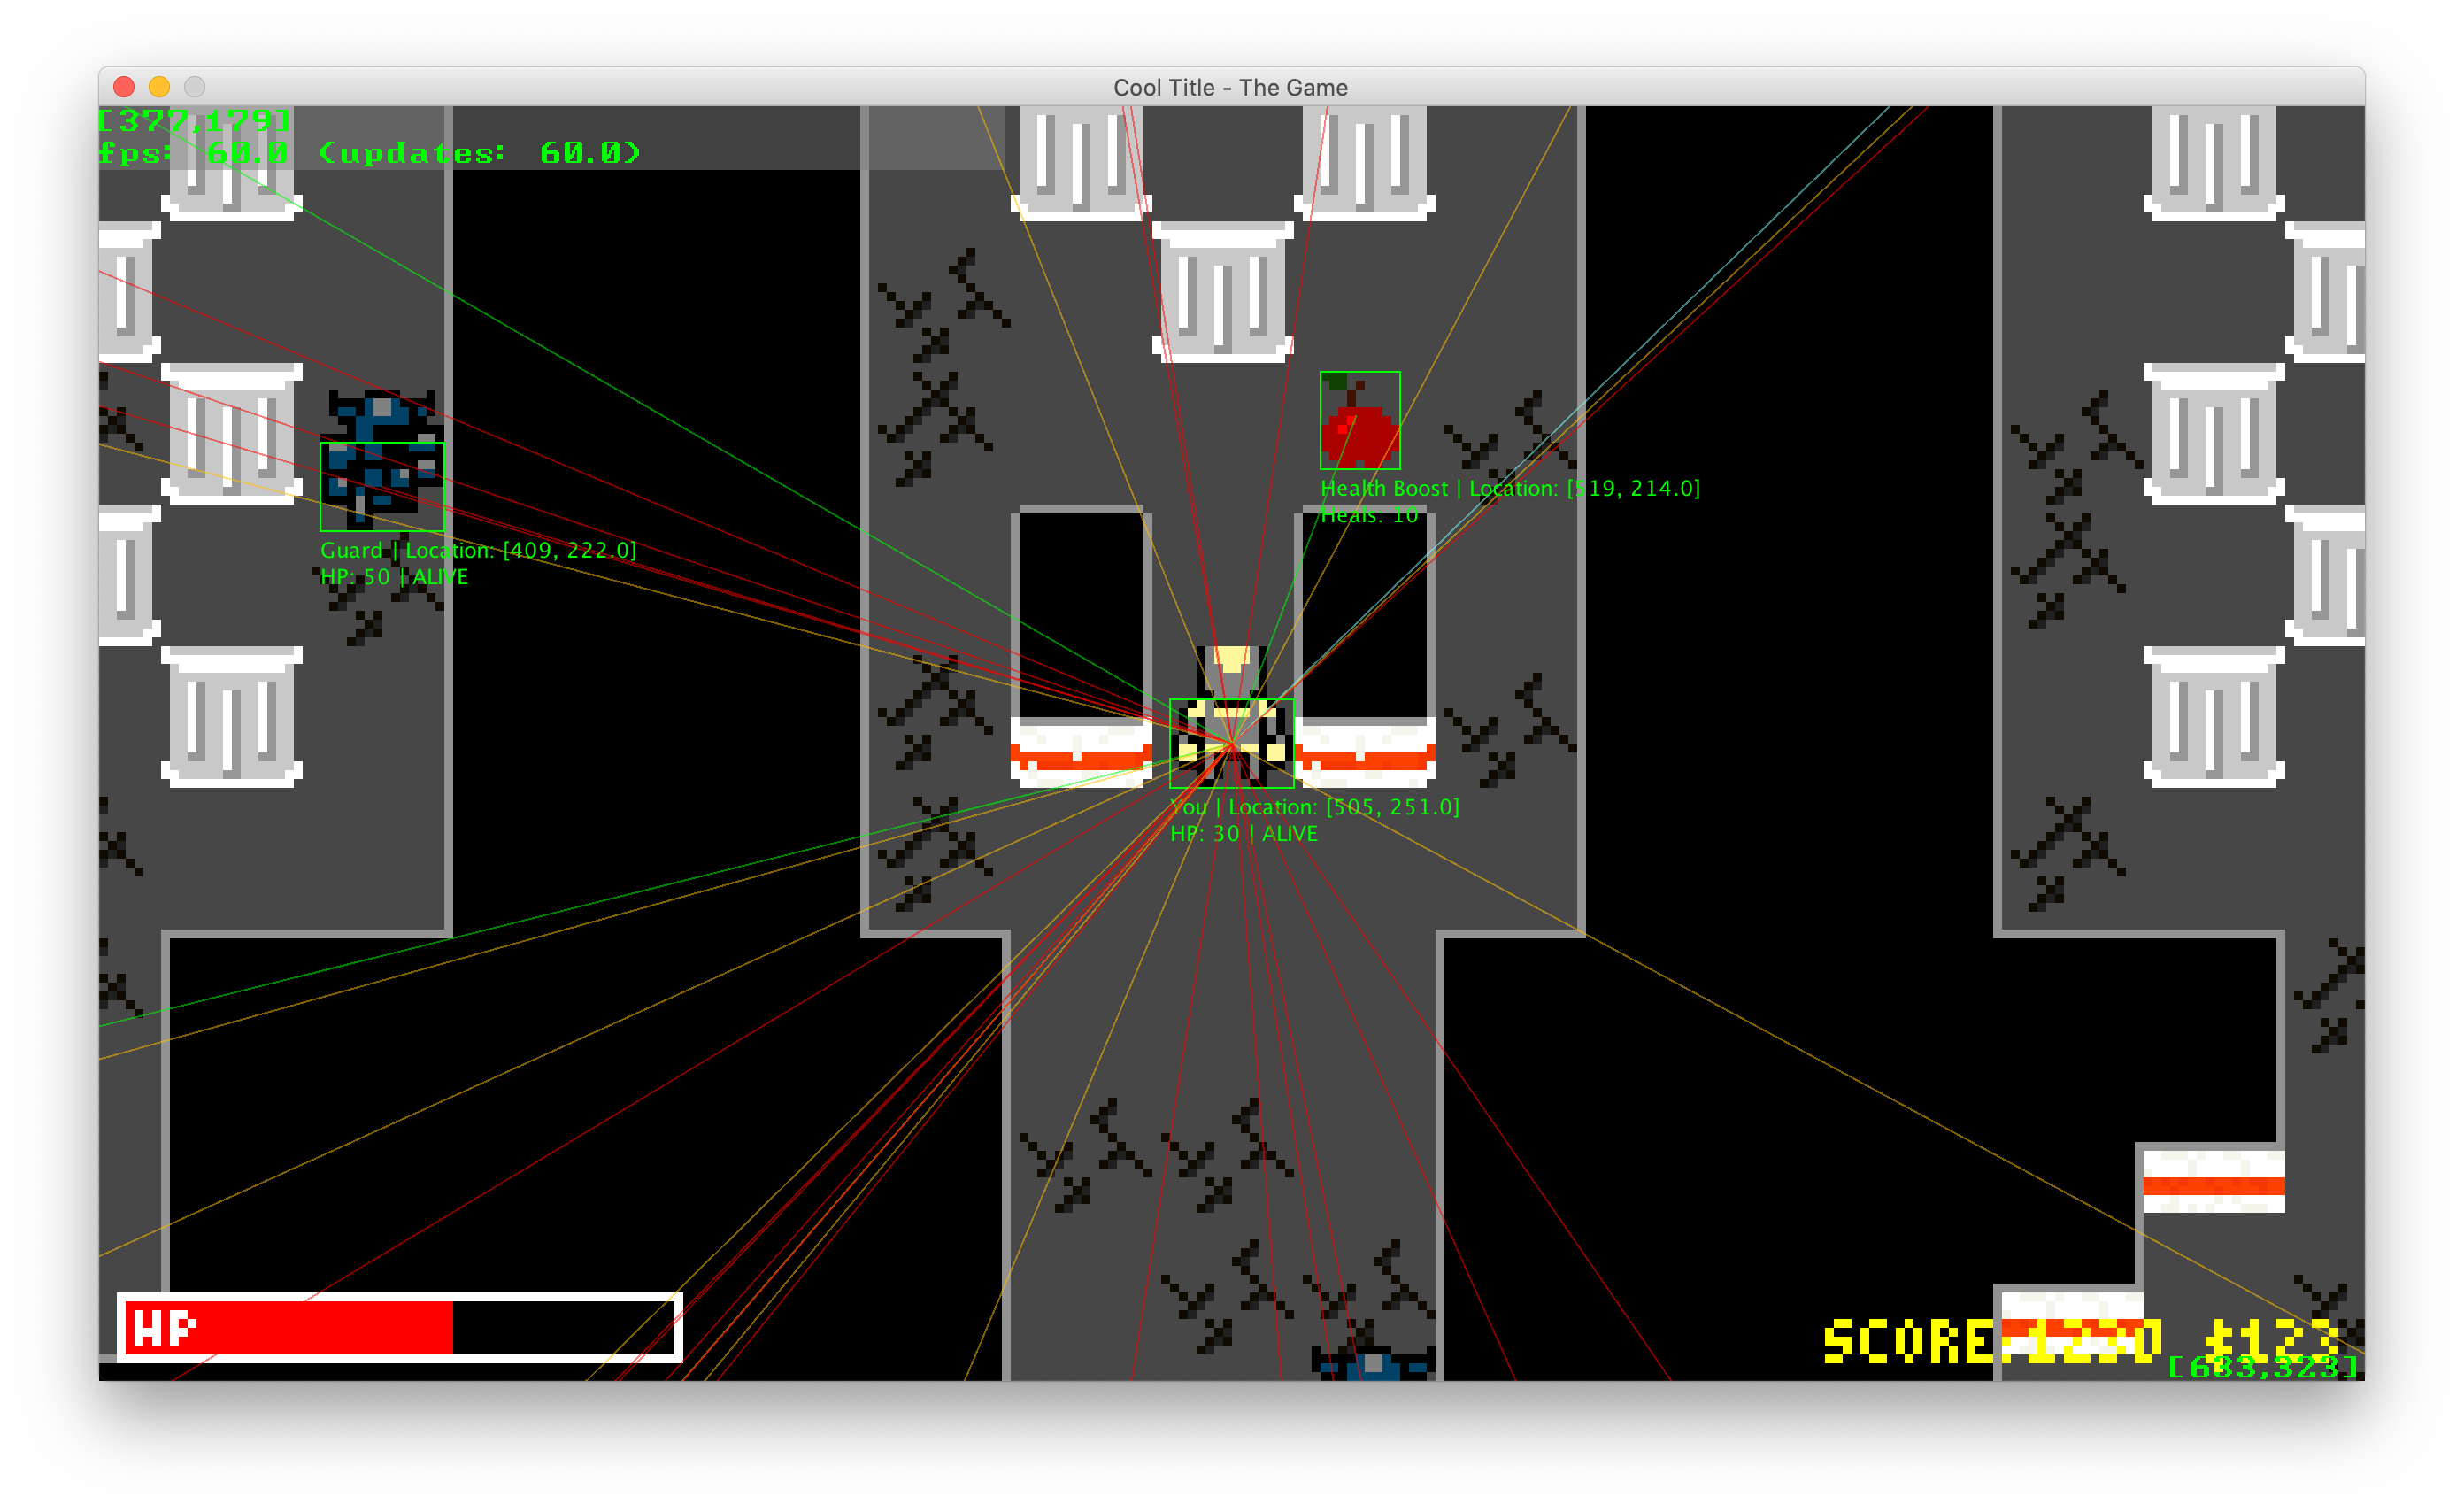 Cool Title - The Game
[377,179]
fps: 60.0 (updates: 60.0)
Health Boost | Location: [519, 214.0]
Heals: 10
Guard | Location: [409, 222.0]
HP: 50 | ALIVE
You | Location: [505, 251.0]
HP: 30 | ALIVE
HP
SCORE
[633,323]